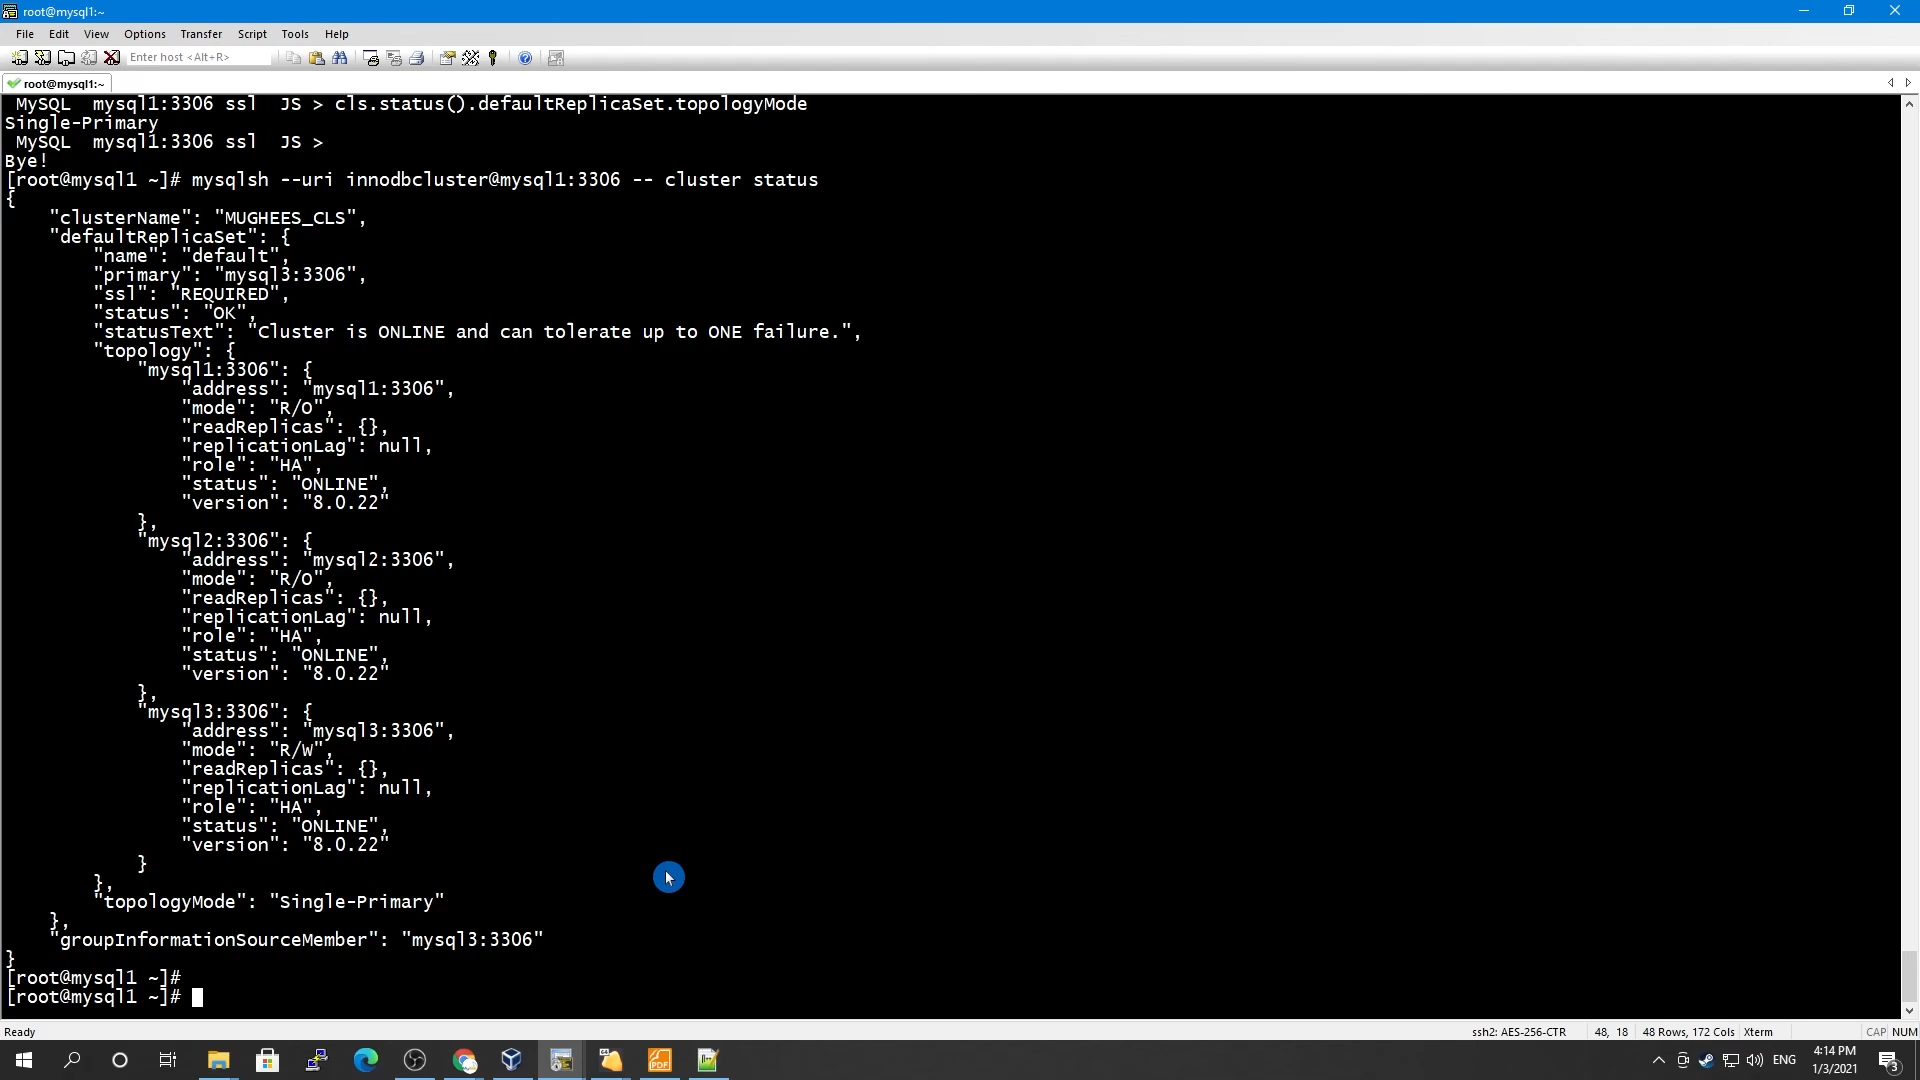 root@mysql1:~
File Edit View Options Transfer Script Tools Help
Enter host <Alt+R>
root@mysql1:~
MySQL  mysql1:3306 ssl  JS > cls.status().defaultReplicaSet.topologyMode
Single-Primary
MySQL  mysql1:3306 ssl  JS >
Bye!
[root@mysql1 ~]# mysqlsh --uri innodbcluster@mysql1:3306 -- cluster status
{
    "clusterName": "MUGHEES_CLS",
    "defaultReplicaSet": {
        "name": "default",
        "primary": "mysql3:3306",
        "ssl": "REQUIRED",
        "status": "OK",
        "statusText": "Cluster is ONLINE and can tolerate up to ONE failure.",
        "topology": {
            "mysql1:3306": {
                "address": "mysql1:3306",
                "mode": "R/O",
                "readReplicas": {},
                "replicationLag": null,
                "role": "HA",
                "status": "ONLINE",
                "version": "8.0.22"
            },
            "mysql2:3306": {
                "address": "mysql2:3306",
                "mode": "R/O",
                "readReplicas": {},
                "replicationLag": null,
                "role": "HA",
                "status": "ONLINE",
                "version": "8.0.22"
            },
            "mysql3:3306": {
                "address": "mysql3:3306",
                "mode": "R/W",
                "readReplicas": {},
                "replicationLag": null,
                "role": "HA",
                "status": "ONLINE",
                "version": "8.0.22"
            }
        },
        "topologyMode": "Single-Primary"
    },
    "groupInformationSourceMember": "mysql3:3306"
}
[root@mysql1 ~]#
[root@mysql1 ~]#
Ready ssh2: AES-256-CTR 48, 18 48 Rows, 172 Cols Xterm CAP NUM
PDF
ENG
4:14 PM
1/3/2021
3